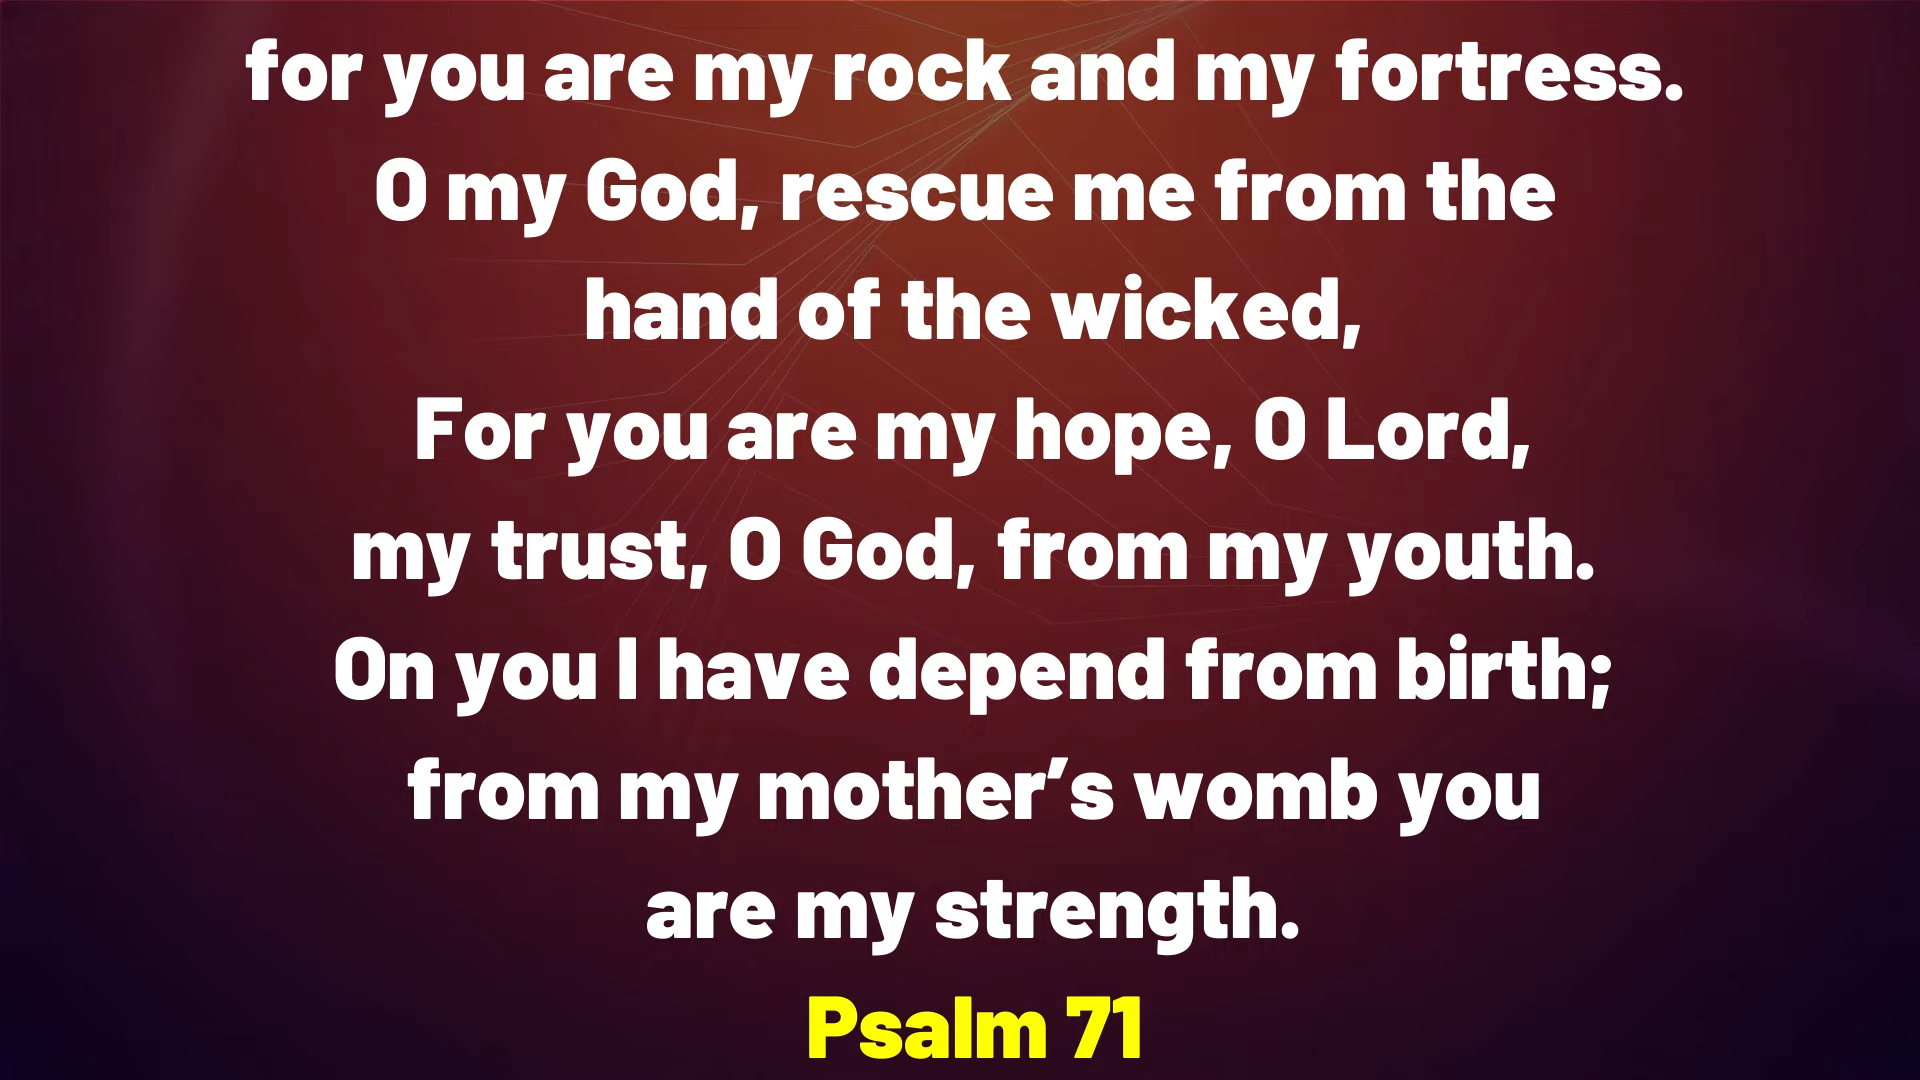 for you are my rock and my fortress.
O my God, rescue me from the
hand of the wicked,
For you are my hope, O Lord,
my trust, O God, from my youth.
On you I have depend from birth;
from my mother’s womb you
are my strength.
Psalm 71